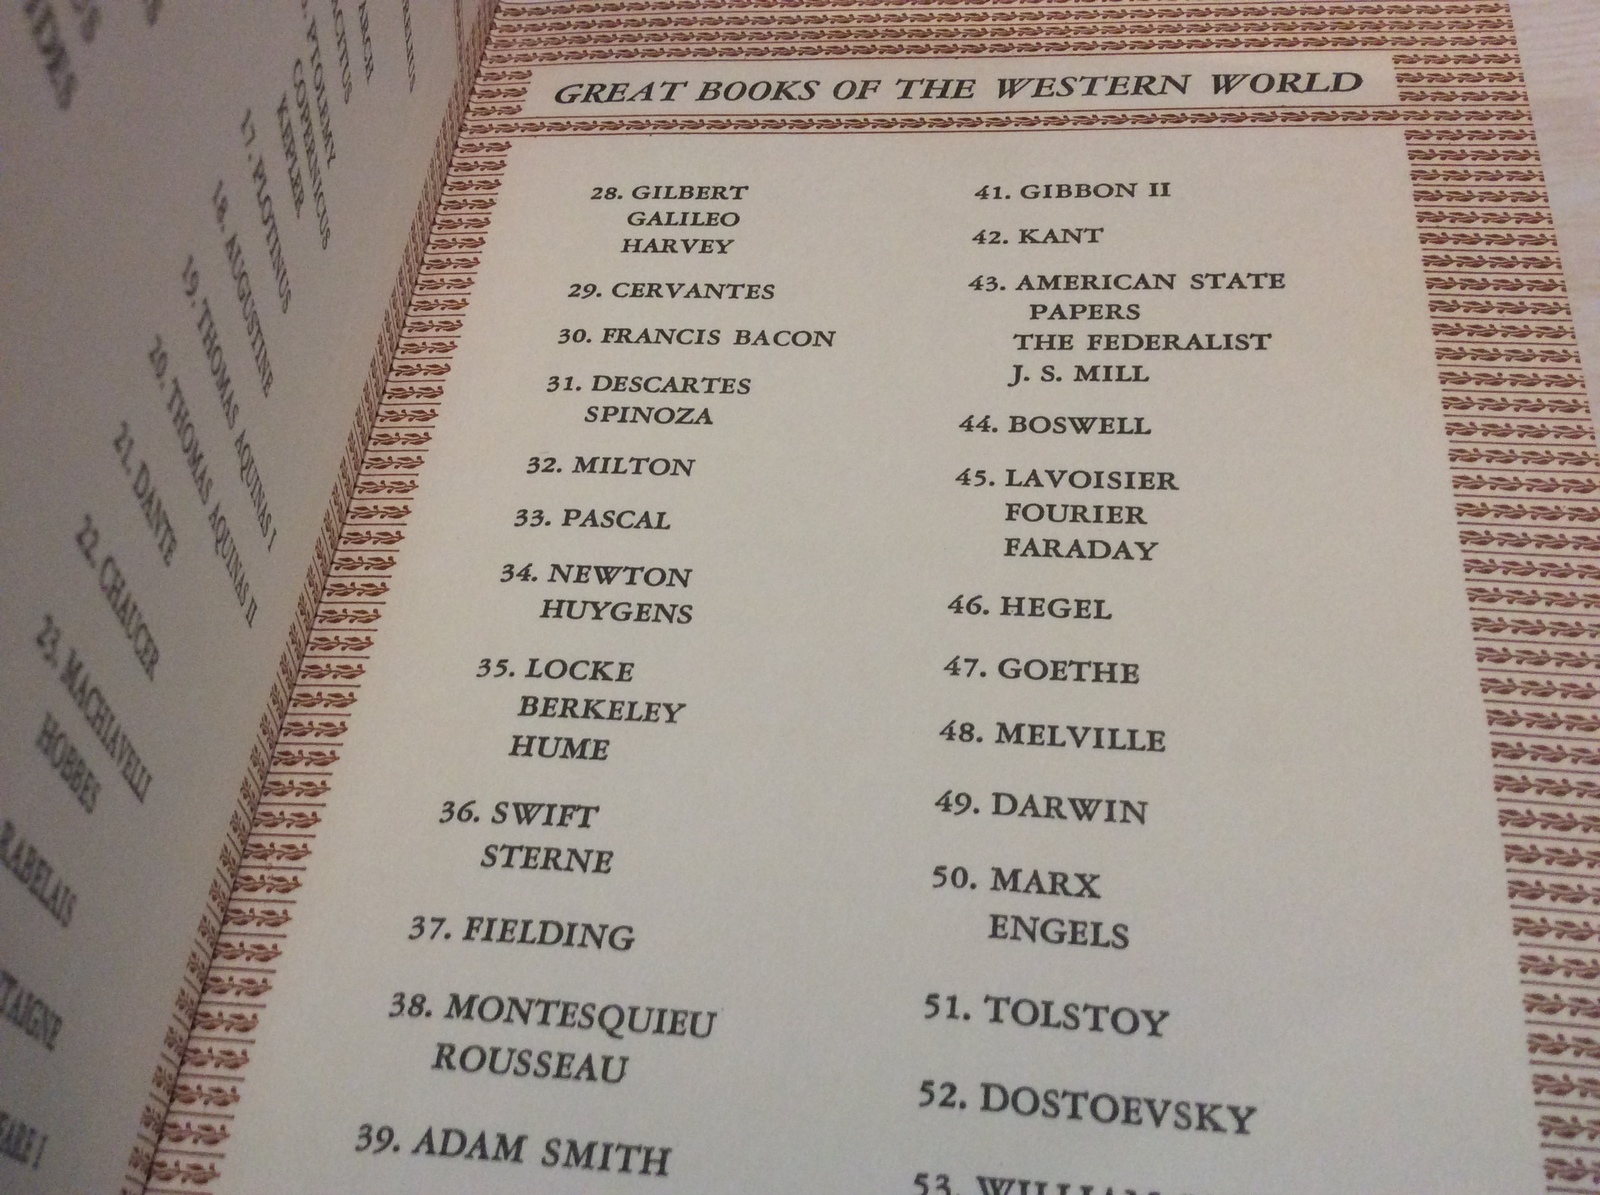 PTOLEMY
COPERNICUS
KEPLER
17. PLOTINUS
18. AUGUSTINE
19. THOMAS AQUINAS I
20. THOMAS AQUINAS II
21. DANTE
22. CHAUCER
23. MACHIAVELLI
HOBBES
RABELAIS
GREAT BOOKS OF THE WESTERN WORLD
28. GILBERT
GALILEO
HARVEY
29. CERVANTES
30. FRANCIS BACON
31. DESCARTES
SPINOZA
32. MILTON
33. PASCAL
34. NEWTON
HUYGENS
35. LOCKE
BERKELEY
HUME
36. SWIFT
STERNE
37. FIELDING
38. MONTESQUIEU
ROUSSEAU
39. ADAM SMITH
41. GIBBON II
42. KANT
43. AMERICAN STATE
PAPERS
THE FEDERALIST
J. S. MILL
44. BOSWELL
45. LAVOISIER
FOURIER
FARADAY
46. HEGEL
47. GOETHE
48. MELVILLE
49. DARWIN
50. MARX
ENGELS
51. TOLSTOY
52. DOSTOEVSKY
53.